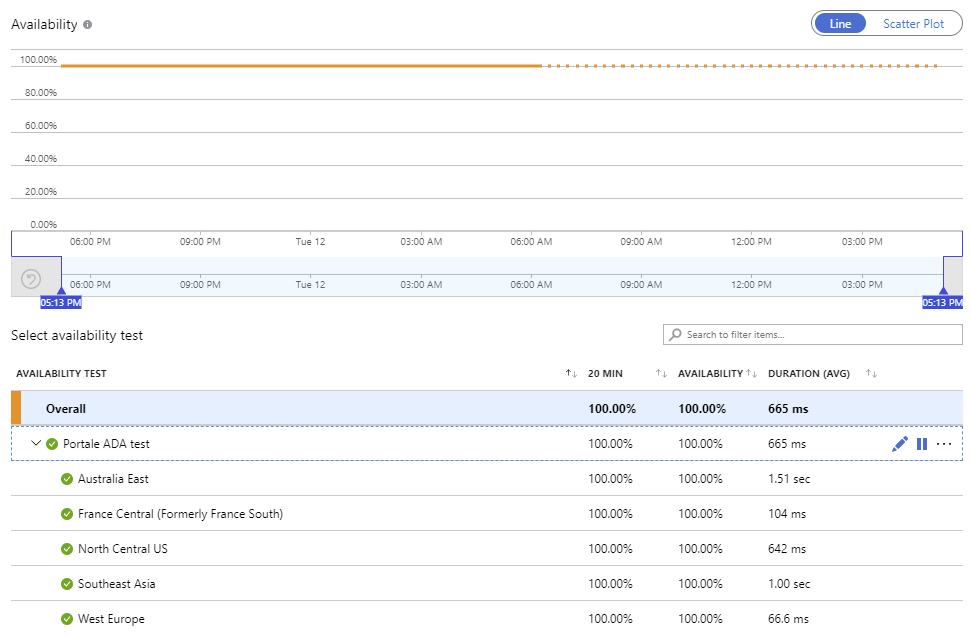 Availability
Line Scatter Plot
100.00%
80.00%
60.00%
40.00%
20.00%
0.00%
06:00 PM 09:00 PM Tue 12 03:00 AM 06:00 AM 09:00 AM 12:00 PM 03:00 PM
06:00 PM 09:00 PM Tue 12 03:00 AM 06:00 AM 09:00 AM 12:00 PM 03:00 PM
05:13 PM 05:13 PM
Select availability test
Search to filter items...
AVAILABILITY TEST 20 MIN AVAILABILITY DURATION (AVG)
Overall 100.00% 100.00% 665 ms
Portale ADA test 100.00% 100.00% 665 ms
Australia East 100.00% 100.00% 1.51 sec
France Central (Formerly France South) 100.00% 100.00% 104 ms
North Central US 100.00% 100.00% 642 ms
Southeast Asia 100.00% 100.00% 1.00 sec
West Europe 100.00% 100.00% 66.6 ms